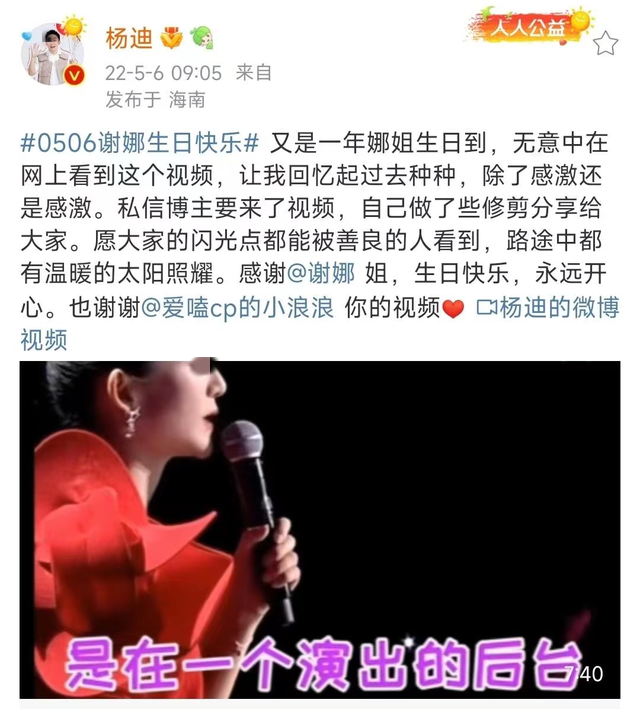 杨迪
22-5-6 09:05 来自
发布于 海南
人人公益
#0506谢娜生日快乐# 又是一年娜姐生日到，无意中在
网上看到这个视频，让我回忆起过去种种，除了感激还
是感激。私信博主要来了视频，自己做了些修剪分享给
大家。愿大家的闪光点都能被善良的人看到，路途中都
有温暖的太阳照耀。感谢@谢娜 姐，生日快乐，永远开
心。也谢谢@爱嗑cp的小浪浪 你的视频 杨迪的微博
视频
是在一个演出的后台
7:40